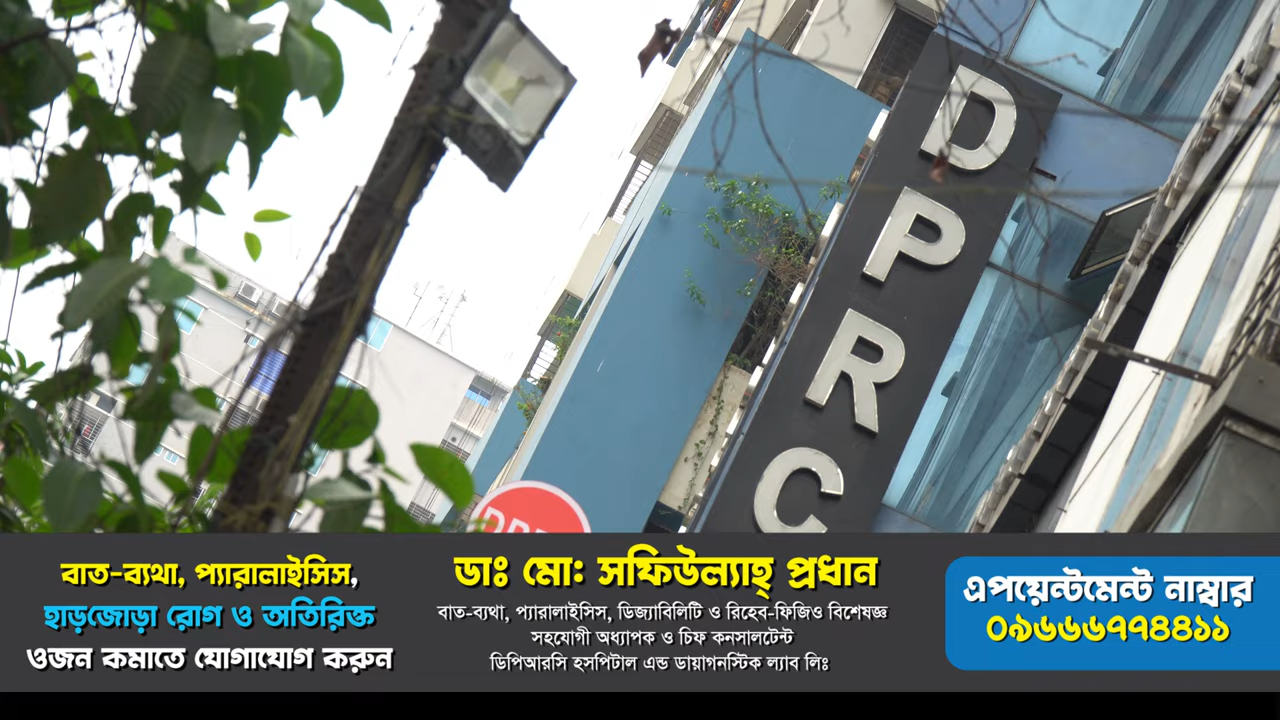 D
P
R
C
বাত-ব্যথা, প্যারালাইসিস,
হাড়জোড়া রোগ ও অতিরিক্ত
ওজন কমাতে যোগাযোগ করুন
ডাঃ মো: সফিউল্যাহ্ প্রধান
বাত-ব্যথা, প্যারালাইসিস, ডিজ্যাবিলিটি ও রিহেব-ফিজিও বিশেষজ্ঞ
সহযোগী অধ্যাপক ও চিফ কনসালটেন্ট
ডিপিআরসি হসপিটাল এন্ড ডায়াগনস্টিক ল্যাব লিঃ
এপয়েন্টমেন্ট নাম্বার
০৯৬৬৬৭৭৪৪১১